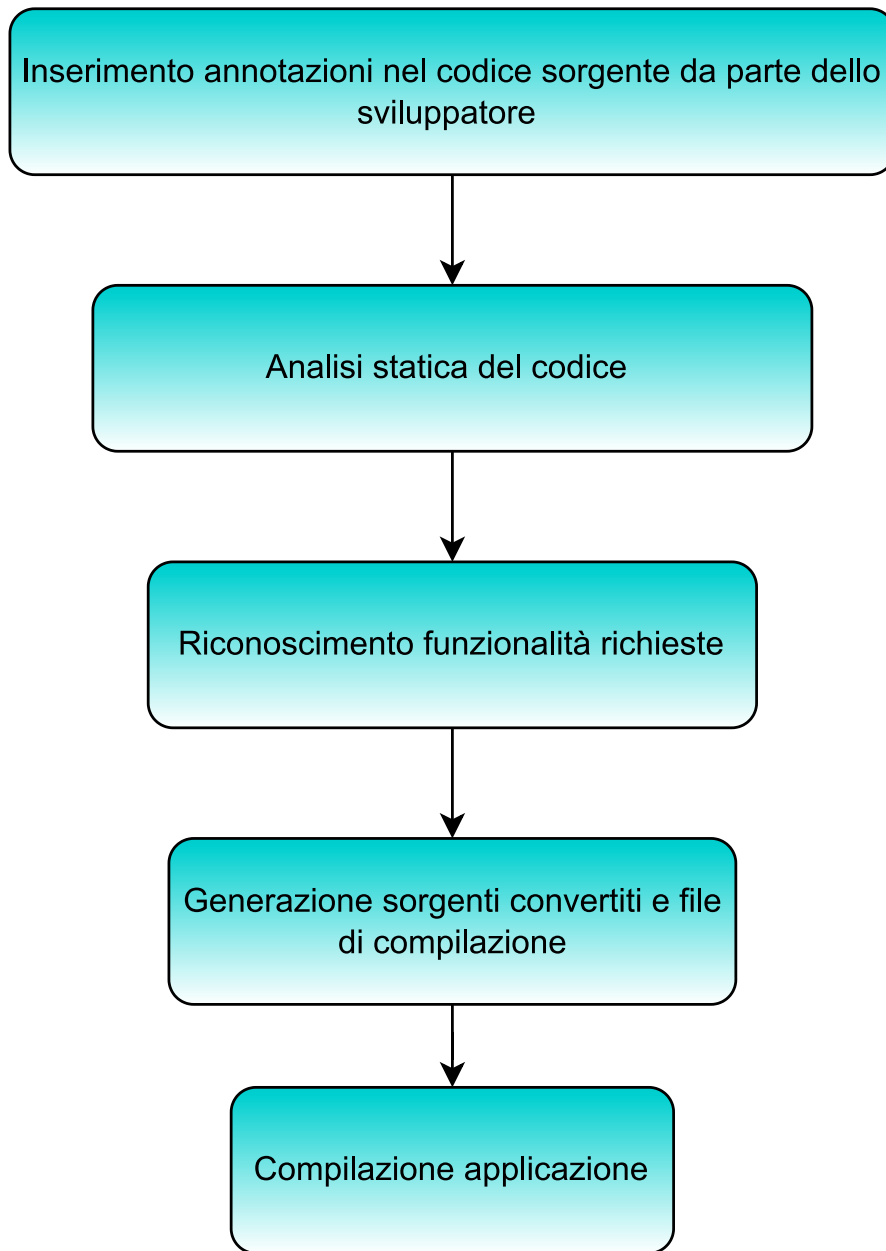 Inserimento annotazioni nel codice sorgente da parte dello
sviluppatore
Analisi statica del codice
Riconoscimento funzionalità richieste
Generazione sorgenti convertiti e file
di compilazione
Compilazione applicazione